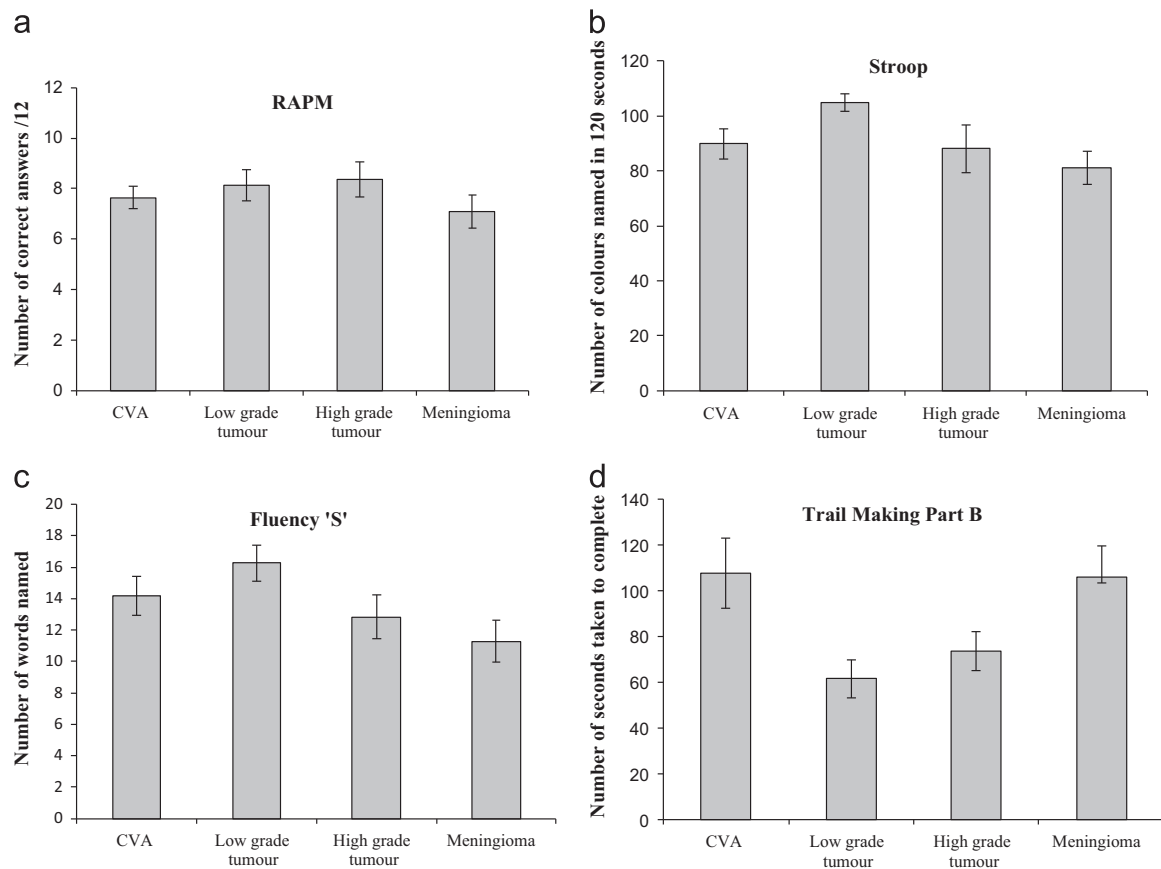 a
RAPM
Number of correct answers /12
12
10
8
6
4
2
0
CVA
Low grade
tumour
High grade
tumour
Meningioma
b
Stroop
Number of colours named in 120 seconds
120
100
80
60
40
20
0
CVA
Low grade
tumour
High grade
tumour
Meningioma
c
Fluency 'S'
Number of words named
20
18
16
14
12
10
8
6
4
2
0
CVA
Low grade
tumour
High grade
tumour
Meningioma
d
Trail Making Part B
Number of seconds taken to complete
140
120
100
80
60
40
20
0
CVA
Low grade
tumour
High grade
tumour
Meningioma